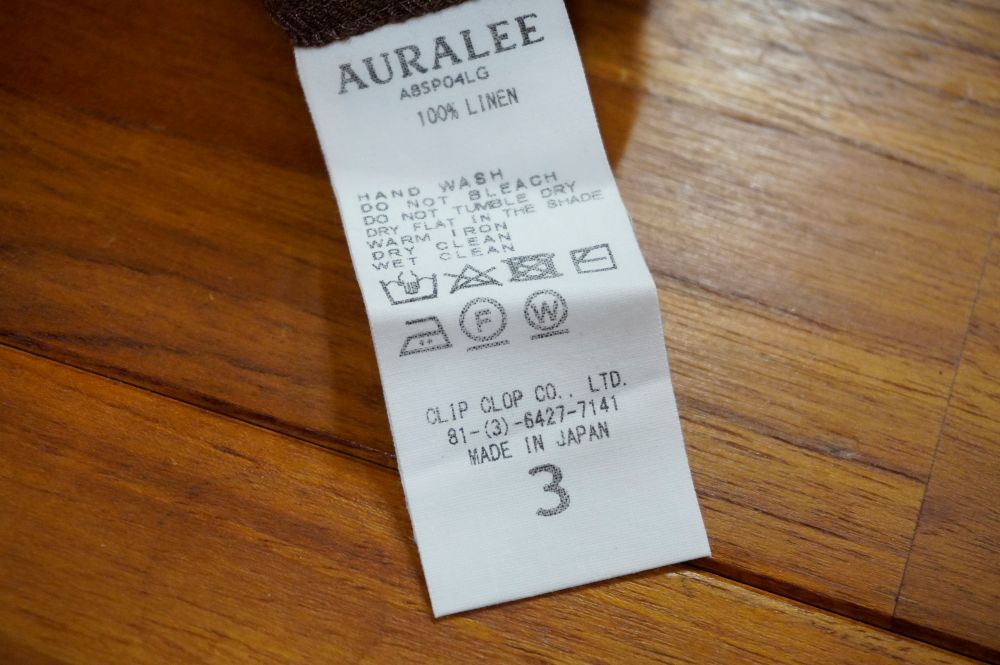 AURALEE
A8SP04LG
100% LINEN
HAND WASH
DO NOT BLEACH
DO NOT TUMBLE DRY
DRY FLAT IN THE SHADE
WARM IRON
DRY CLEAN
WET CLEAN
F W
CLIP CLOP CO., LTD.
81-(3)-6427-7141
MADE IN JAPAN
3